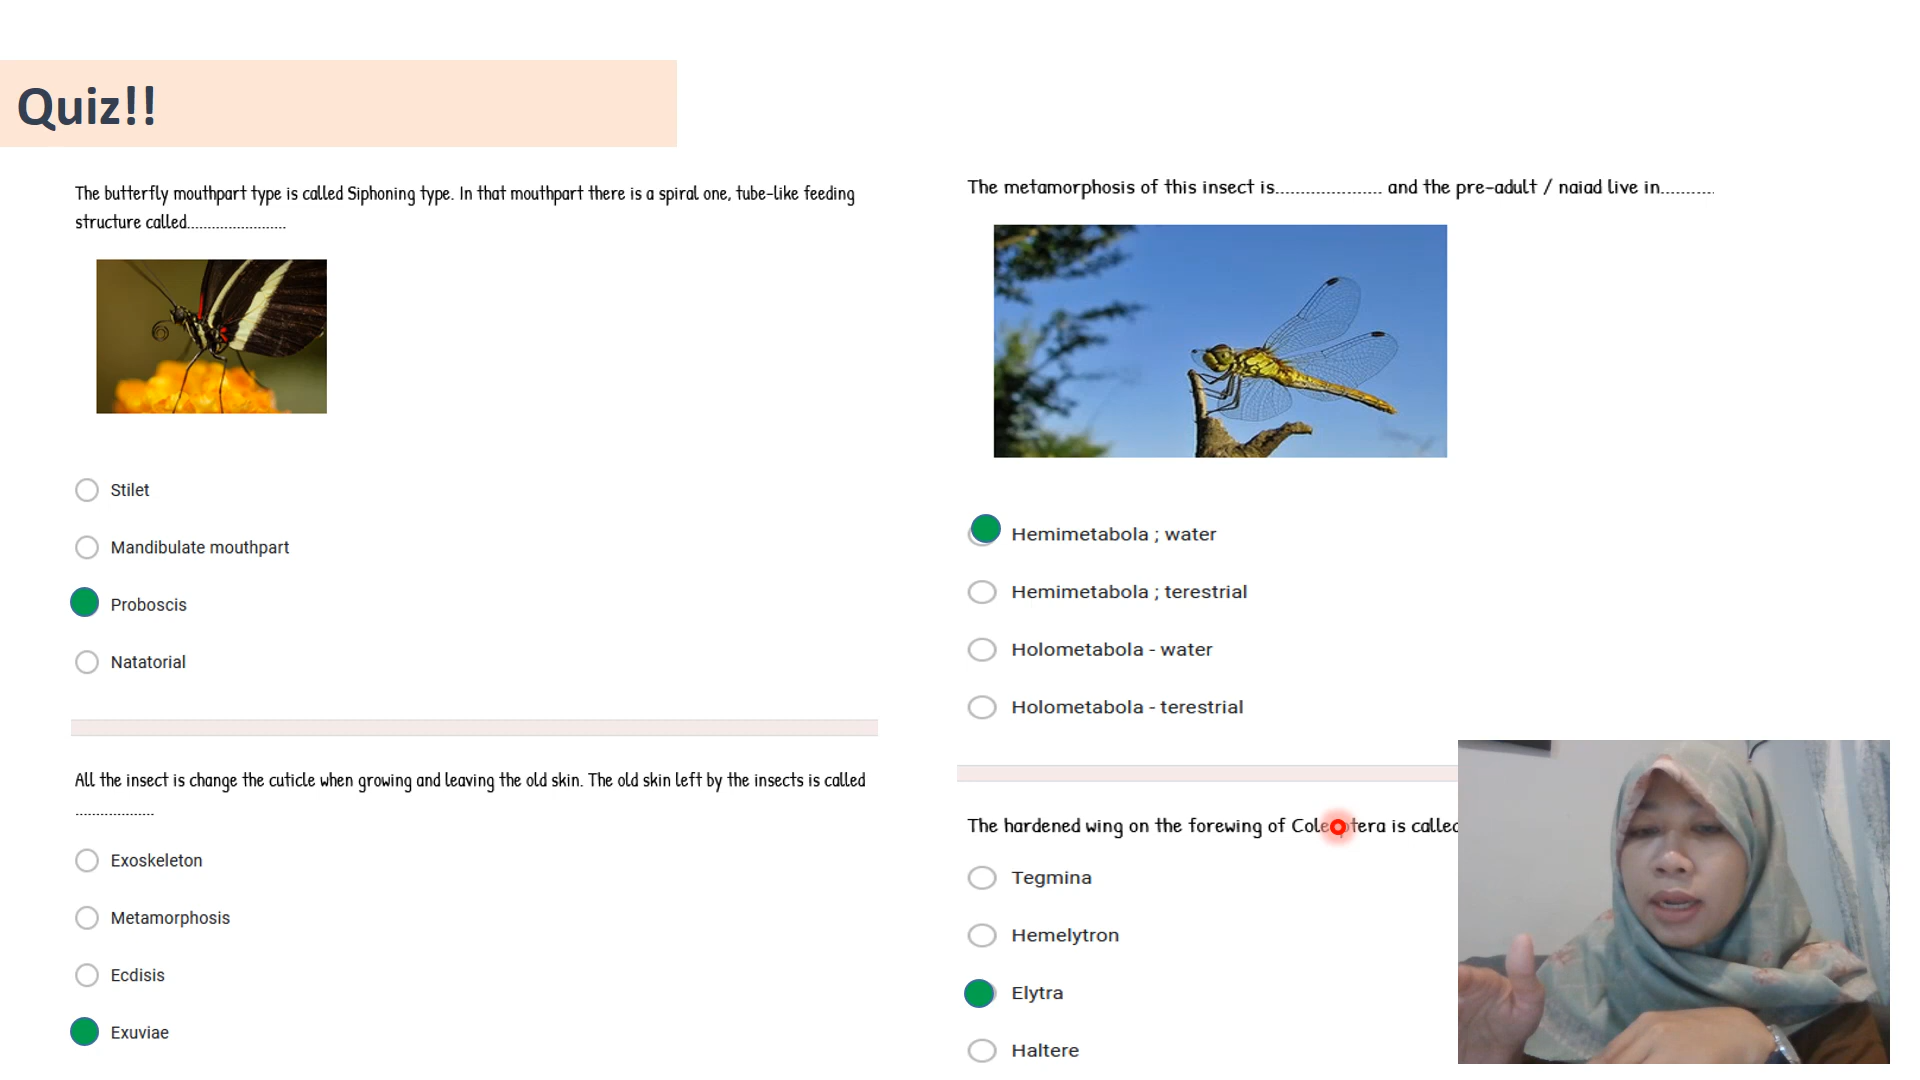 Quiz!!
The butterfly mouthpart type is called Siphoning type. In that mouthpart there is a spiral one, tube-like feeding
structure called........................
Stilet
Mandibulate mouthpart
Proboscis
Natatorial
All the insect is change the cuticle when growing and leaving the old skin. The old skin left by the insects is called
...................
Exoskeleton
Metamorphosis
Ecdisis
Exuviae
The metamorphosis of this insect is..................... and the pre-adult / naiad live in...........
Hemimetabola ; water
Hemimetabola ; terestrial
Holometabola - water
Holometabola - terestrial
The hardened wing on the forewing of Coleoptera is called
Tegmina
Hemelytron
Elytra
Haltere